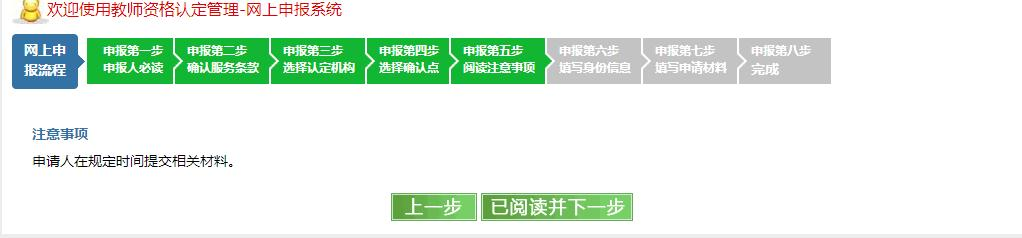 欢迎使用教师资格认定管理-网上申报系统
网上申
报流程
申报第一步
申报人必读
申报第二步
确认服务条款
申报第三步
选择认定机构
申报第四步
选择确认点
申报第五步
阅读注意事项
申报第六步
填写身份信息
申报第七步
填写申请材料
申报第八步
完成
注意事项
申请人在规定时间提交相关材料。
上一步 已阅读并下一步